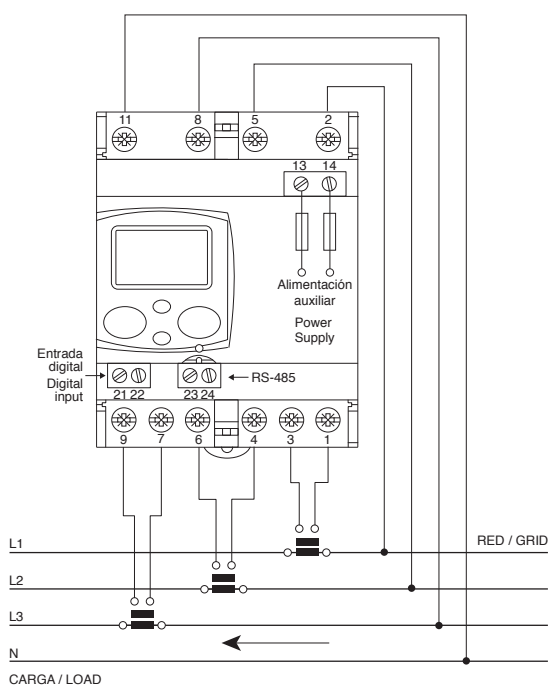 11 8 5 2
13 14
Alimentación
auxiliar
Power
Supply
Entrada
digital
Digital
input
RS-485
21 22 23 24
9 7 6 4 3 1
L1
RED / GRID
L2
L3
N
CARGA / LOAD